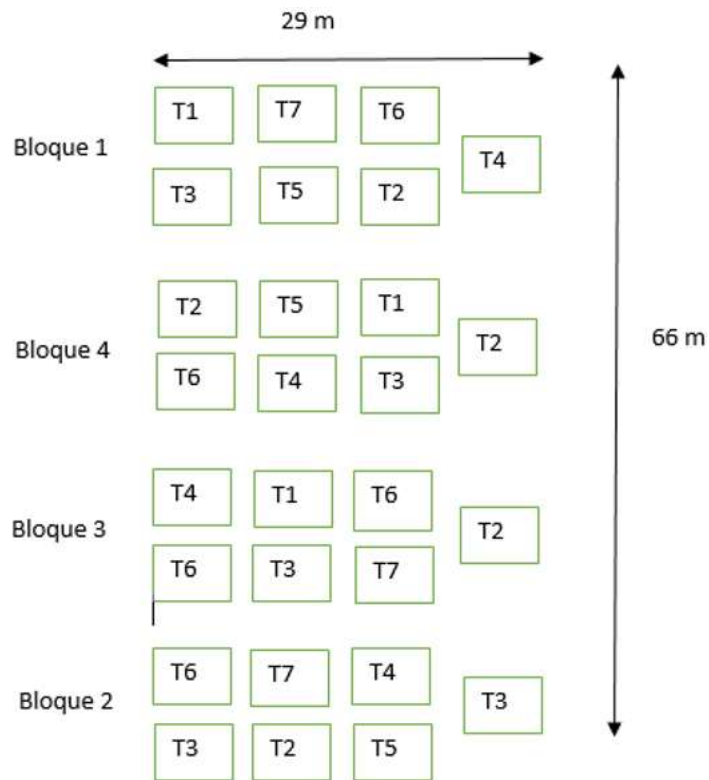 29 m
T1 T7 T6
Bloque 1 T4
T3 T5 T2
T2 T5 T1
Bloque 4 T2 66 m
T6 T4 T3
T4 T1 T6
Bloque 3 T2
T6 T3 T7
T6 T7 T4
Bloque 2 T3
T3 T2 T5